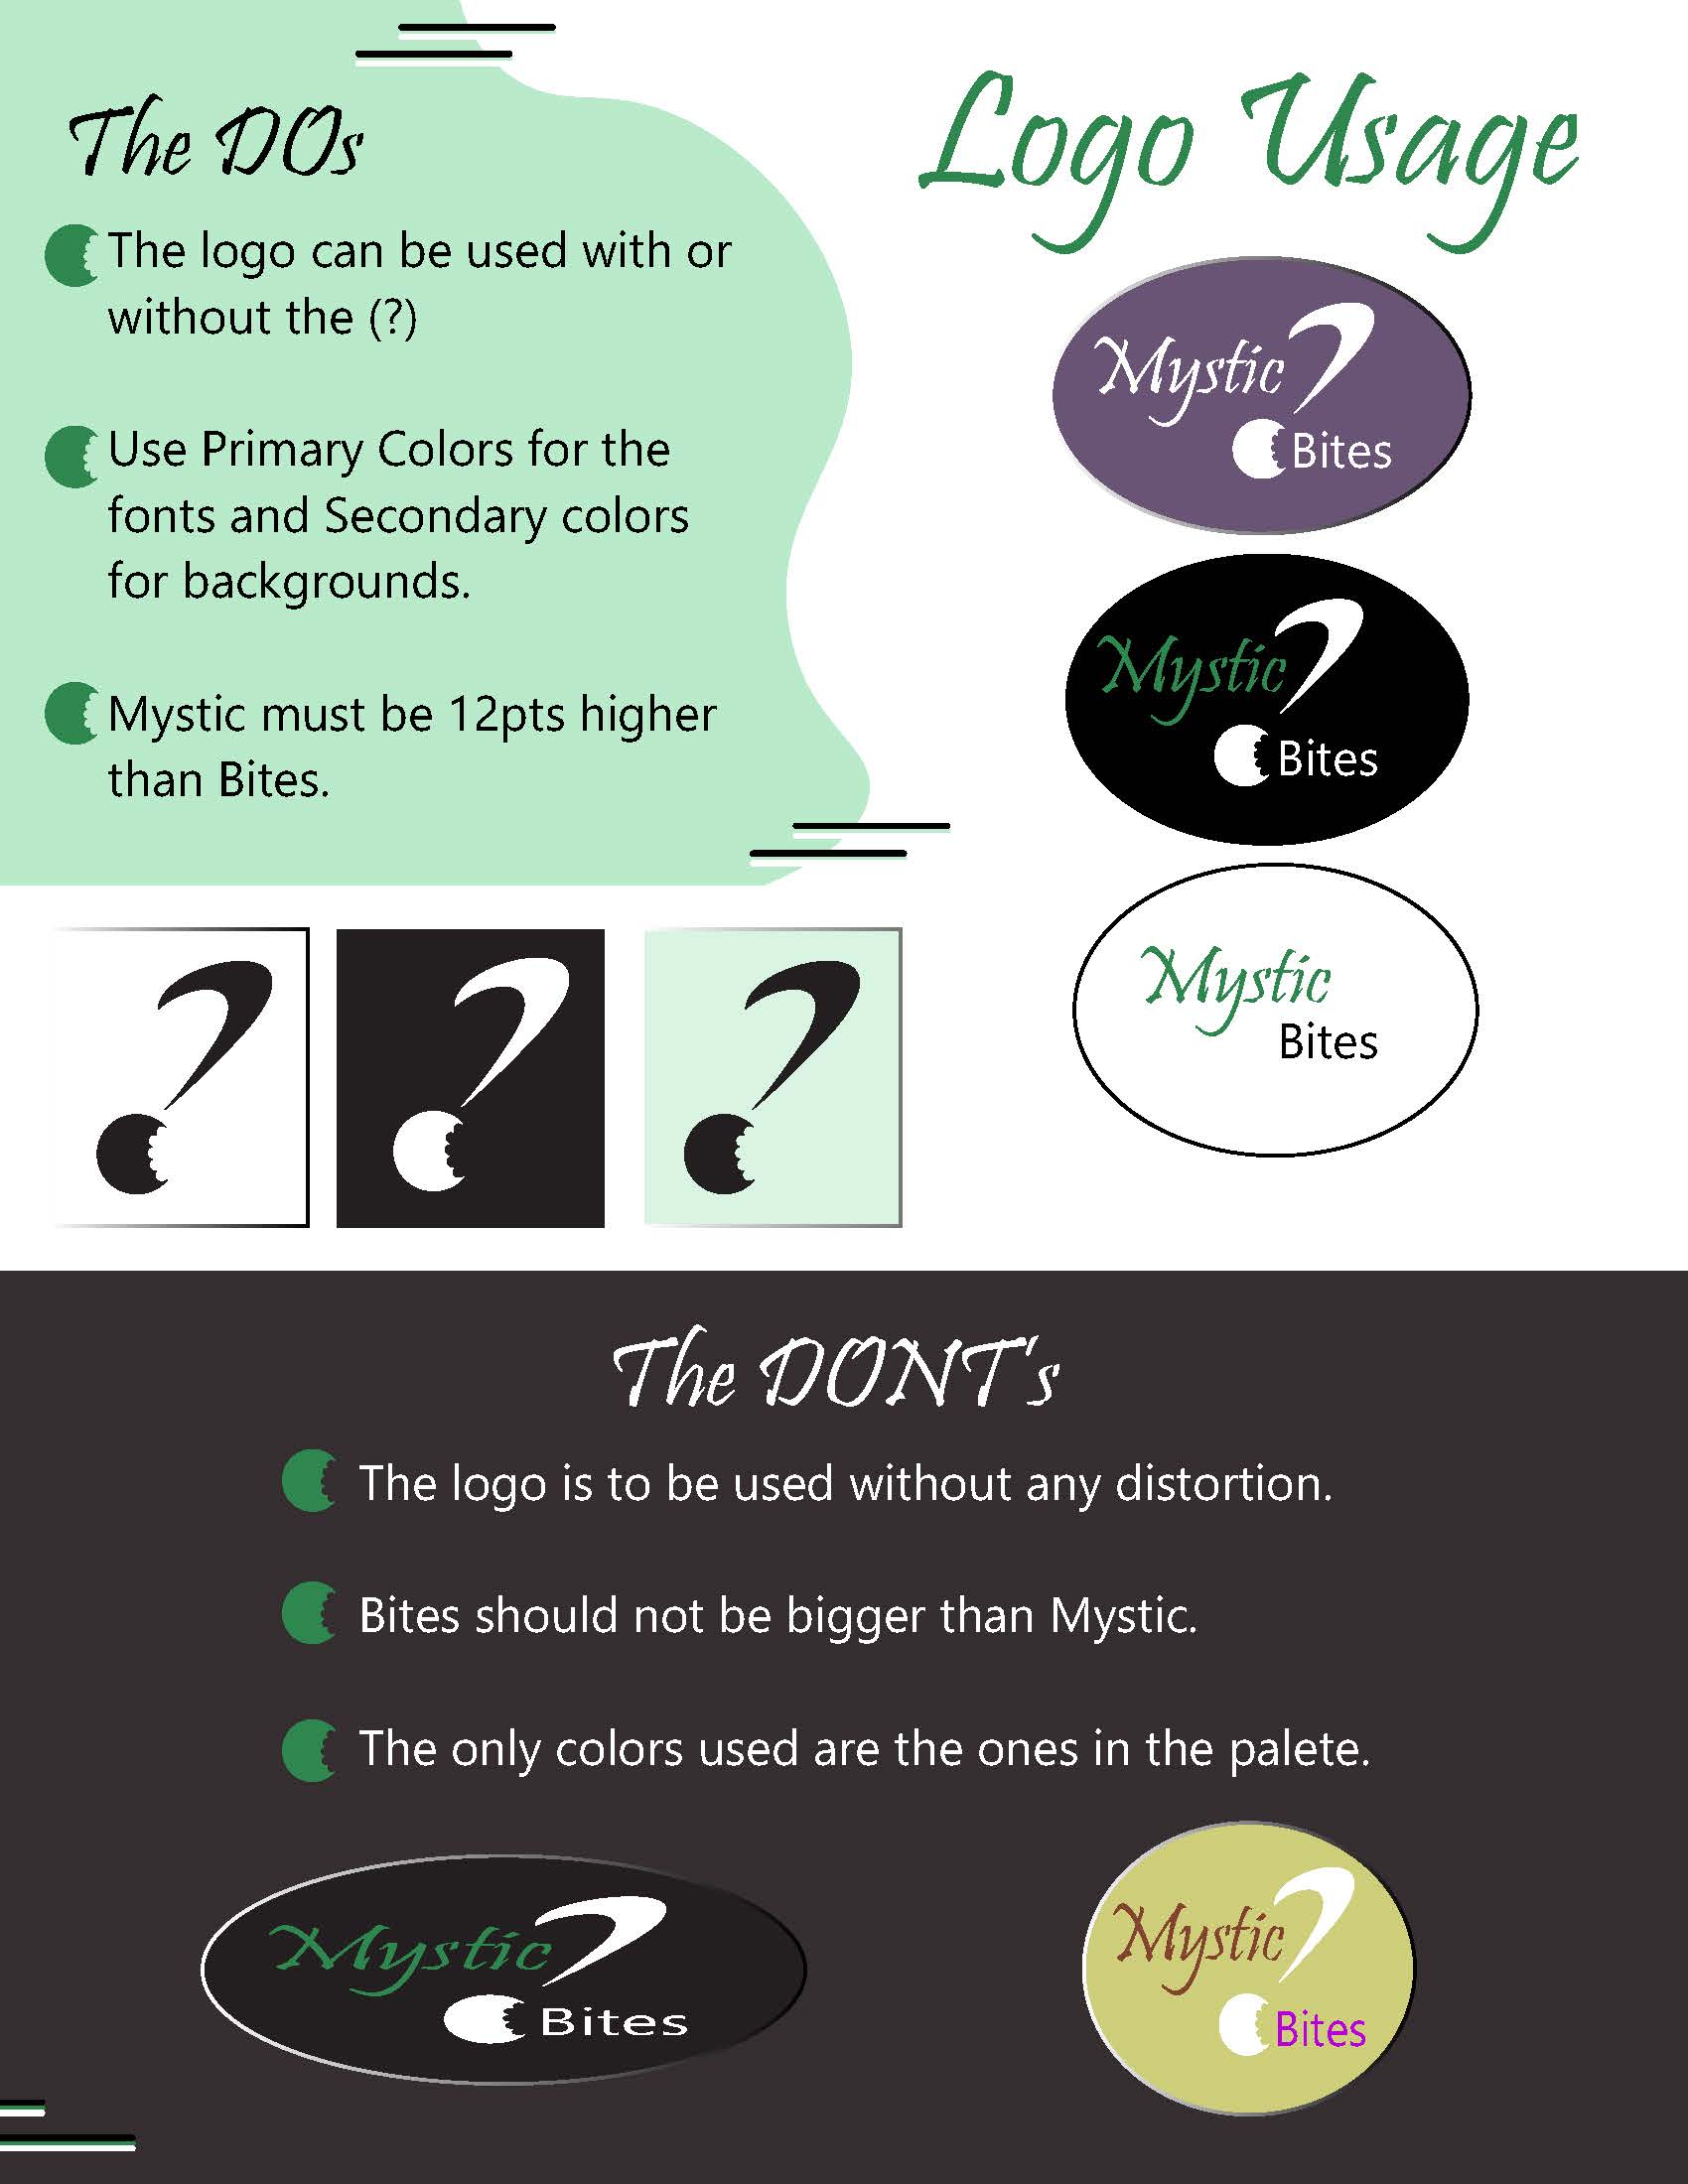 The DOs
The logo can be used with or
without the (?)
Use Primary Colors for the
fonts and Secondary colors
for backgrounds.
Mystic must be 12pts higher
than Bites.
Logo Usage
Mystic?
Bites
Mystic?
Bites
Mystic
Bites
?
?
?
The DONT's
The logo is to be used without any distortion.
Bites should not be bigger than Mystic.
The only colors used are the ones in the palete.
Mystic?
Bites
Mystic?
Bites